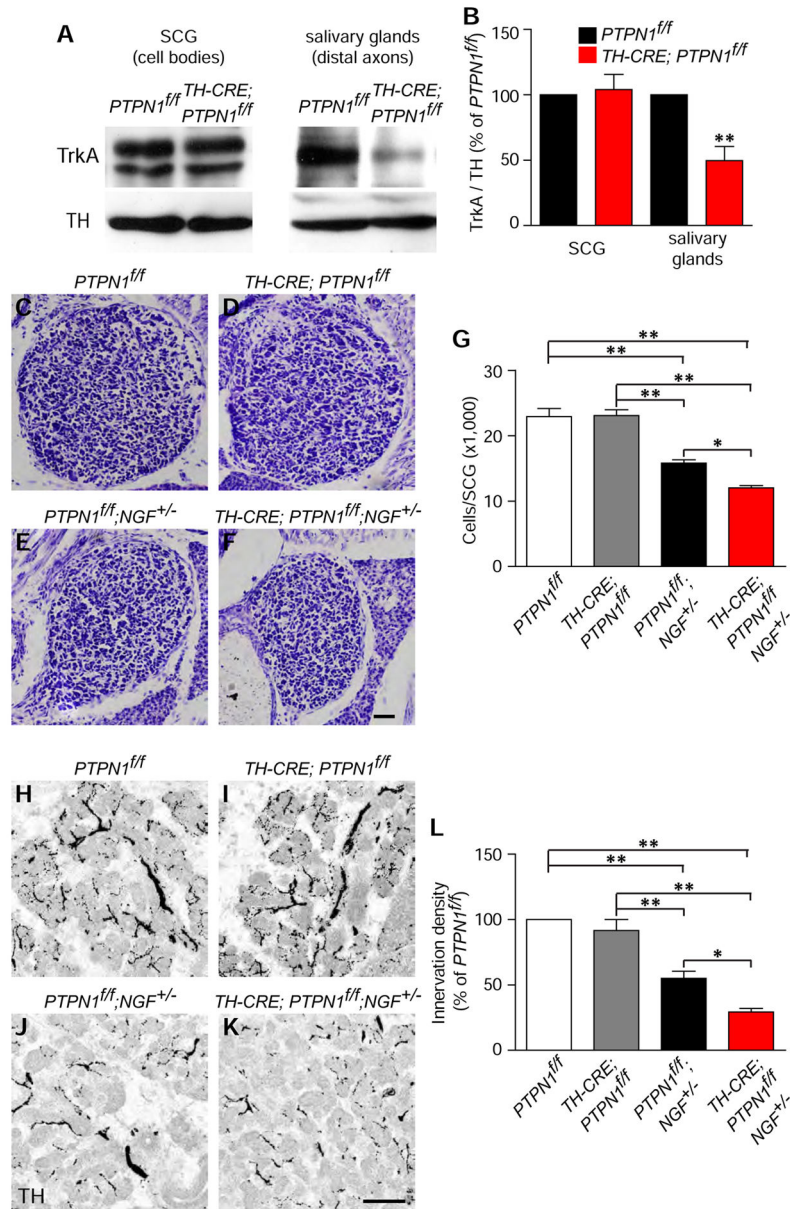 A
SCG
(cell bodies)
salivary glands
(distal axons)
PTPN1f/f
TH-CRE;
PTPN1f/f
PTPN1f/f
TH-CRE;
PTPN1f/f
TrkA
TH
B
PTPN1f/f
TH-CRE; PTPN1f/f
TrkA / TH (% of PTPN1f/f)
150
100
50
0
**
SCG
salivary
glands
PTPN1f/f
TH-CRE; PTPN1f/f
C
D
PTPN1f/f;NGF+/-
TH-CRE; PTPN1f/f;NGF+/-
E
F
G
Cells/SCG (x1,000)
30
20
10
0
**
**
**
**
*
PTPN1f/f
TH-CRE;
PTPN1f/f
PTPN1f/f;
NGF+/-
TH-CRE;
PTPN1f/f
NGF+/-
PTPN1f/f
TH-CRE; PTPN1f/f
H
I
PTPN1f/f;NGF+/-
TH-CRE; PTPN1f/f;NGF+/-
J
K
TH
L
Innervation density
(% of PTPN1f/f)
150
100
50
0
**
**
**
**
*
PTPN1f/f
TH-CRE;
PTPN1f/f
PTPN1f/f;
NGF+/-
TH-CRE;
PTPN1f/f
NGF+/-